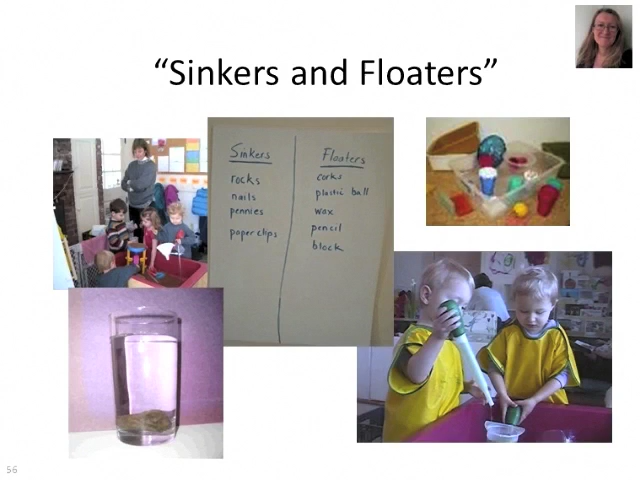 “Sinkers and Floaters”
Sinkers
rocks
nails
pennies
paper clips
Floaters
corks
plastic ball
wax
pencil
block
56